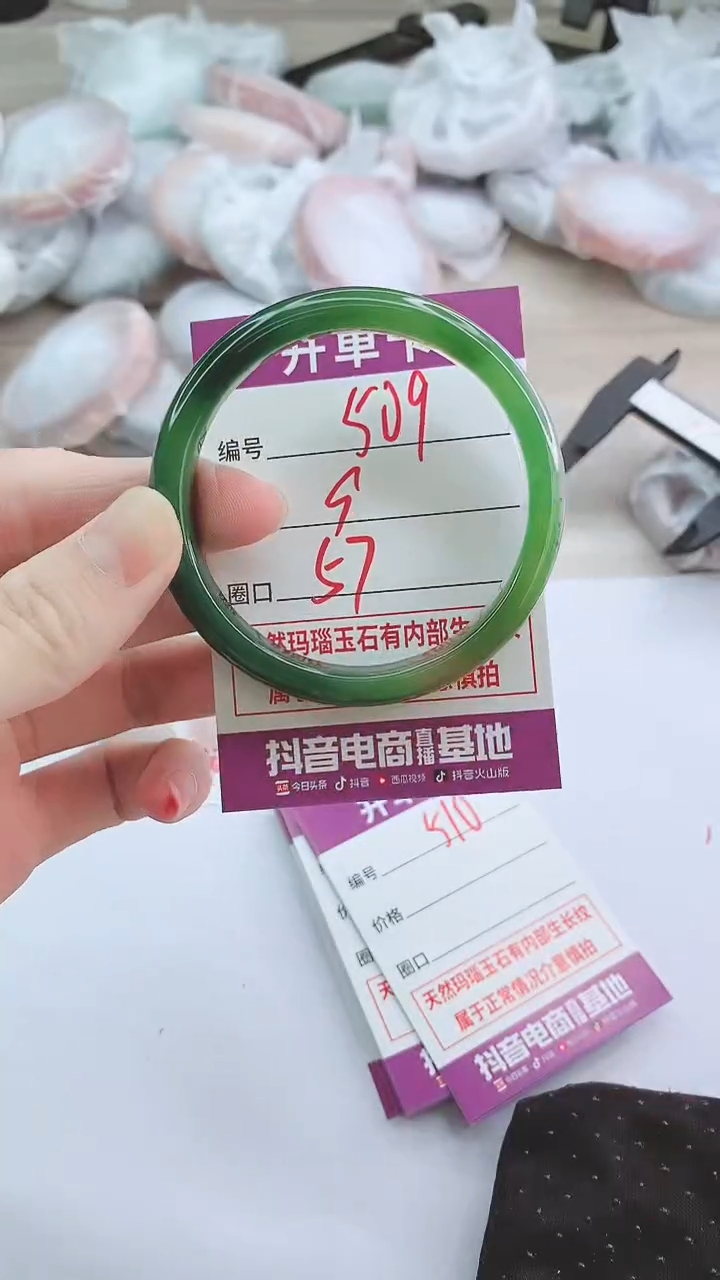 开单卡
编号 509
57
圈口
然玛瑙玉石有内部生
慎拍
抖音电商直播基地
头条 今日头条 抖音 西瓜视频 抖音火山版
510
编号
价格
圈口
天然玛瑙玉石有内部生长纹
属于正常情况介意慎拍
抖音电商直播基地